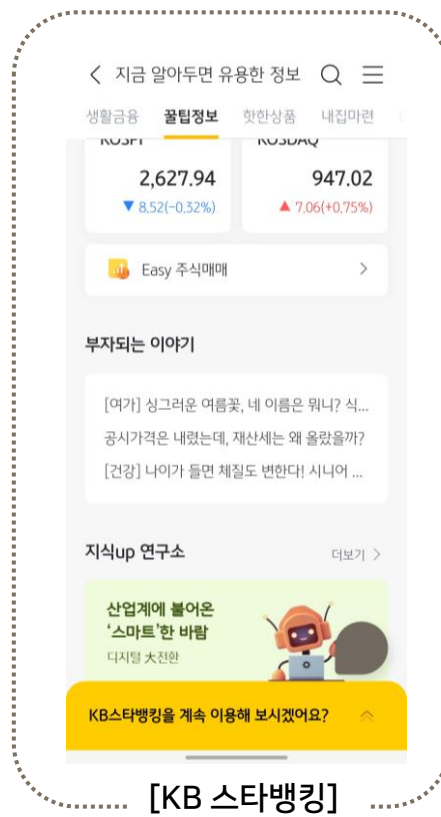 지금 알아두면 유용한 정보
생활금융 꿀팁정보 핫한상품 내집마련
KOSPI KOSDAQ
2,627.94 947.02
▼ 8.52(-0.32%) ▲ 7.06(+0.75%)
Easy 주식매매
부자되는 이야기
[여가] 싱그러운 여름꽃, 네 이름은 뭐니? 식...
공시가격은 내렸는데, 재산세는 왜 올랐을까?
[건강] 나이가 들면 체질도 변한다! 시니어 ...
지식up 연구소 더보기
산업계에 불어온
‘스마트’한 바람
디지털 大전환
KB스타뱅킹을 계속 이용해 보시겠어요?
[KB 스타뱅킹]